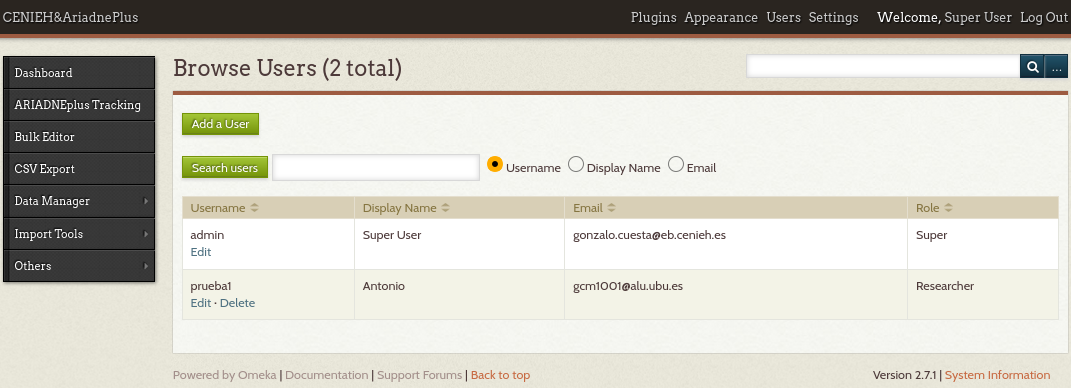 CENIEH&AriadnePlus Plugins Appearance Users Settings Welcome, Super User Log Out
Dashboard
ARIADNEplus Tracking
Bulk Editor
CSV Export
Data Manager
Import Tools
Others
Browse Users (2 total)
...
Add a User
Search users Username Display Name Email
Username Display Name Email Role
admin Super User gonzalo.cuesta@eb.cenieh.es Super
Edit
prueba1 Antonio gcm1001@alu.ubu.es Researcher
Edit · Delete
Powered by Omeka | Documentation | Support Forums | Back to top Version 2.7.1 | System Information